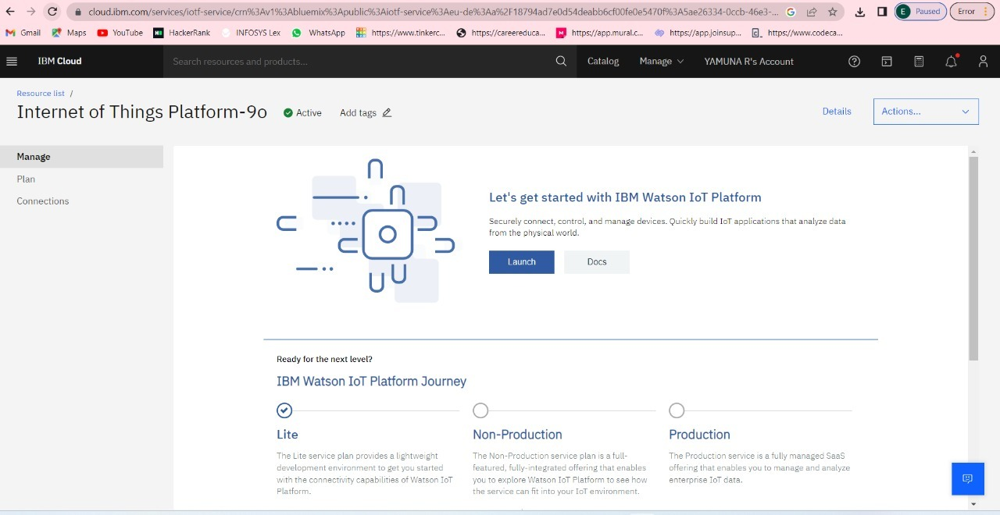 cloud.ibm.com/services/iotf-service/crn%3Av1%3Abluemix%3Apublic%3Aiotf-service%3Aeu-de%3Aa%2F18794ad7e0d54deabb6cf00fe0e5470f%3A5ae26334-0ccb-46e3-...
Paused
Error
Gmail
Maps
YouTube
HackerRank
INFOSYS Lex
WhatsApp
https://www.tinkerc...
https://careereduca...
https://app.mural.c...
https://app.joinsup...
https://www.codeca...
IBM Cloud
Search resources and products...
Catalog
Manage
YAMUNA R's Account
Resource list /
Internet of Things Platform-9o
Active
Add tags
Details
Actions...
Manage
Plan
Connections
Let's get started with IBM Watson IoT Platform
Securely connect, control, and manage devices. Quickly build IoT applications that analyze data
from the physical world.
Launch
Docs
Ready for the next level?
IBM Watson IoT Platform Journey
Lite
The Lite service plan provides a lightweight
development environment to get you started
with the connectivity capabilities of Watson IoT
Platform.
Non-Production
The Non-Production service plan is a full-
featured, fully-integrated offering that enables
you to explore Watson IoT Platform to see how
the service can fit into your IoT environment.
Production
The Production service is a fully managed SaaS
offering that enables you to manage and analyze
enterprise IoT data.